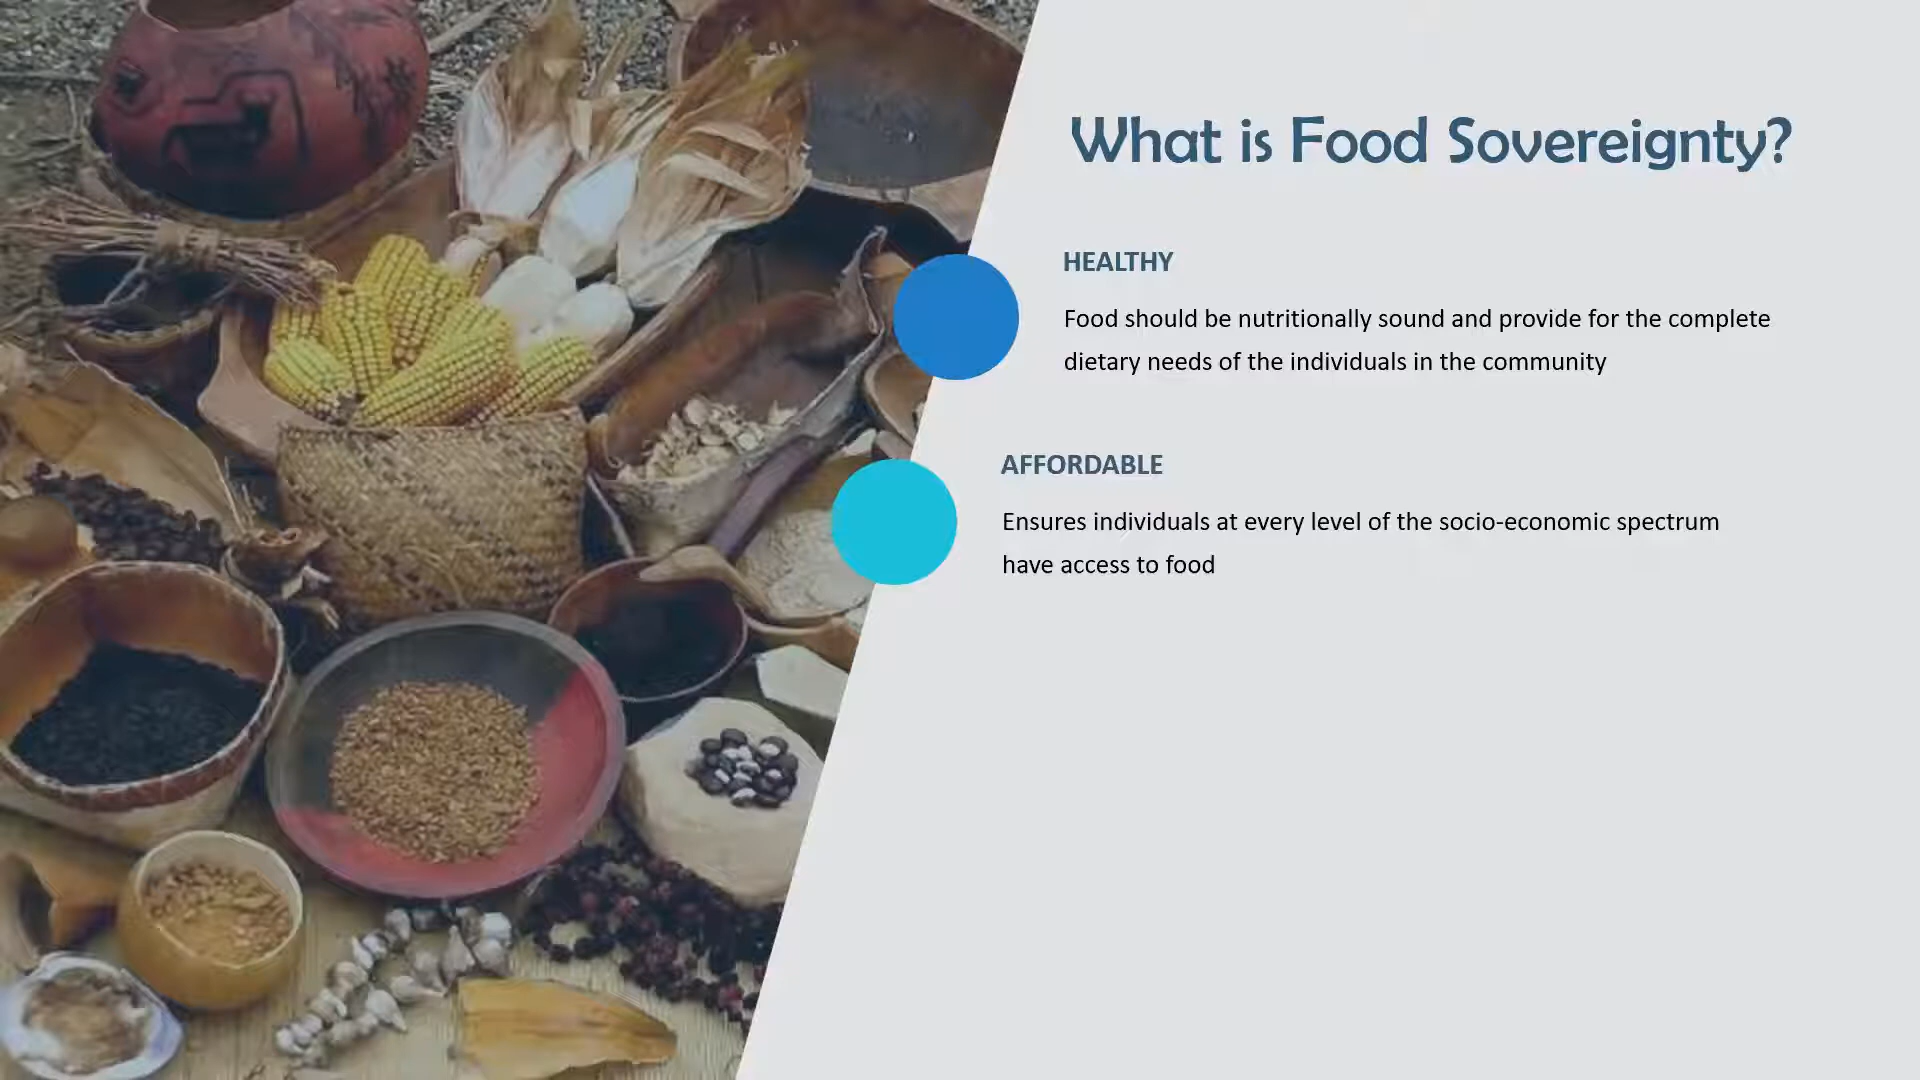 What is Food Sovereignty?
HEALTHY
Food should be nutritionally sound and provide for the complete
dietary needs of the individuals in the community
AFFORDABLE
Ensures individuals at every level of the socio-economic spectrum
have access to food